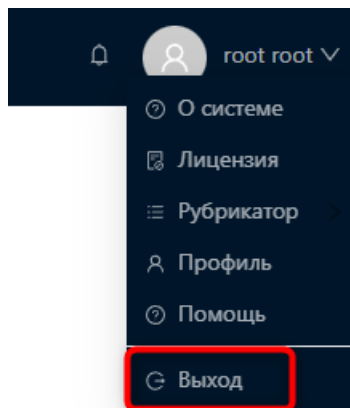 root root
О системе
Лицензия
Рубрикатор
Профиль
Помощь
Выход